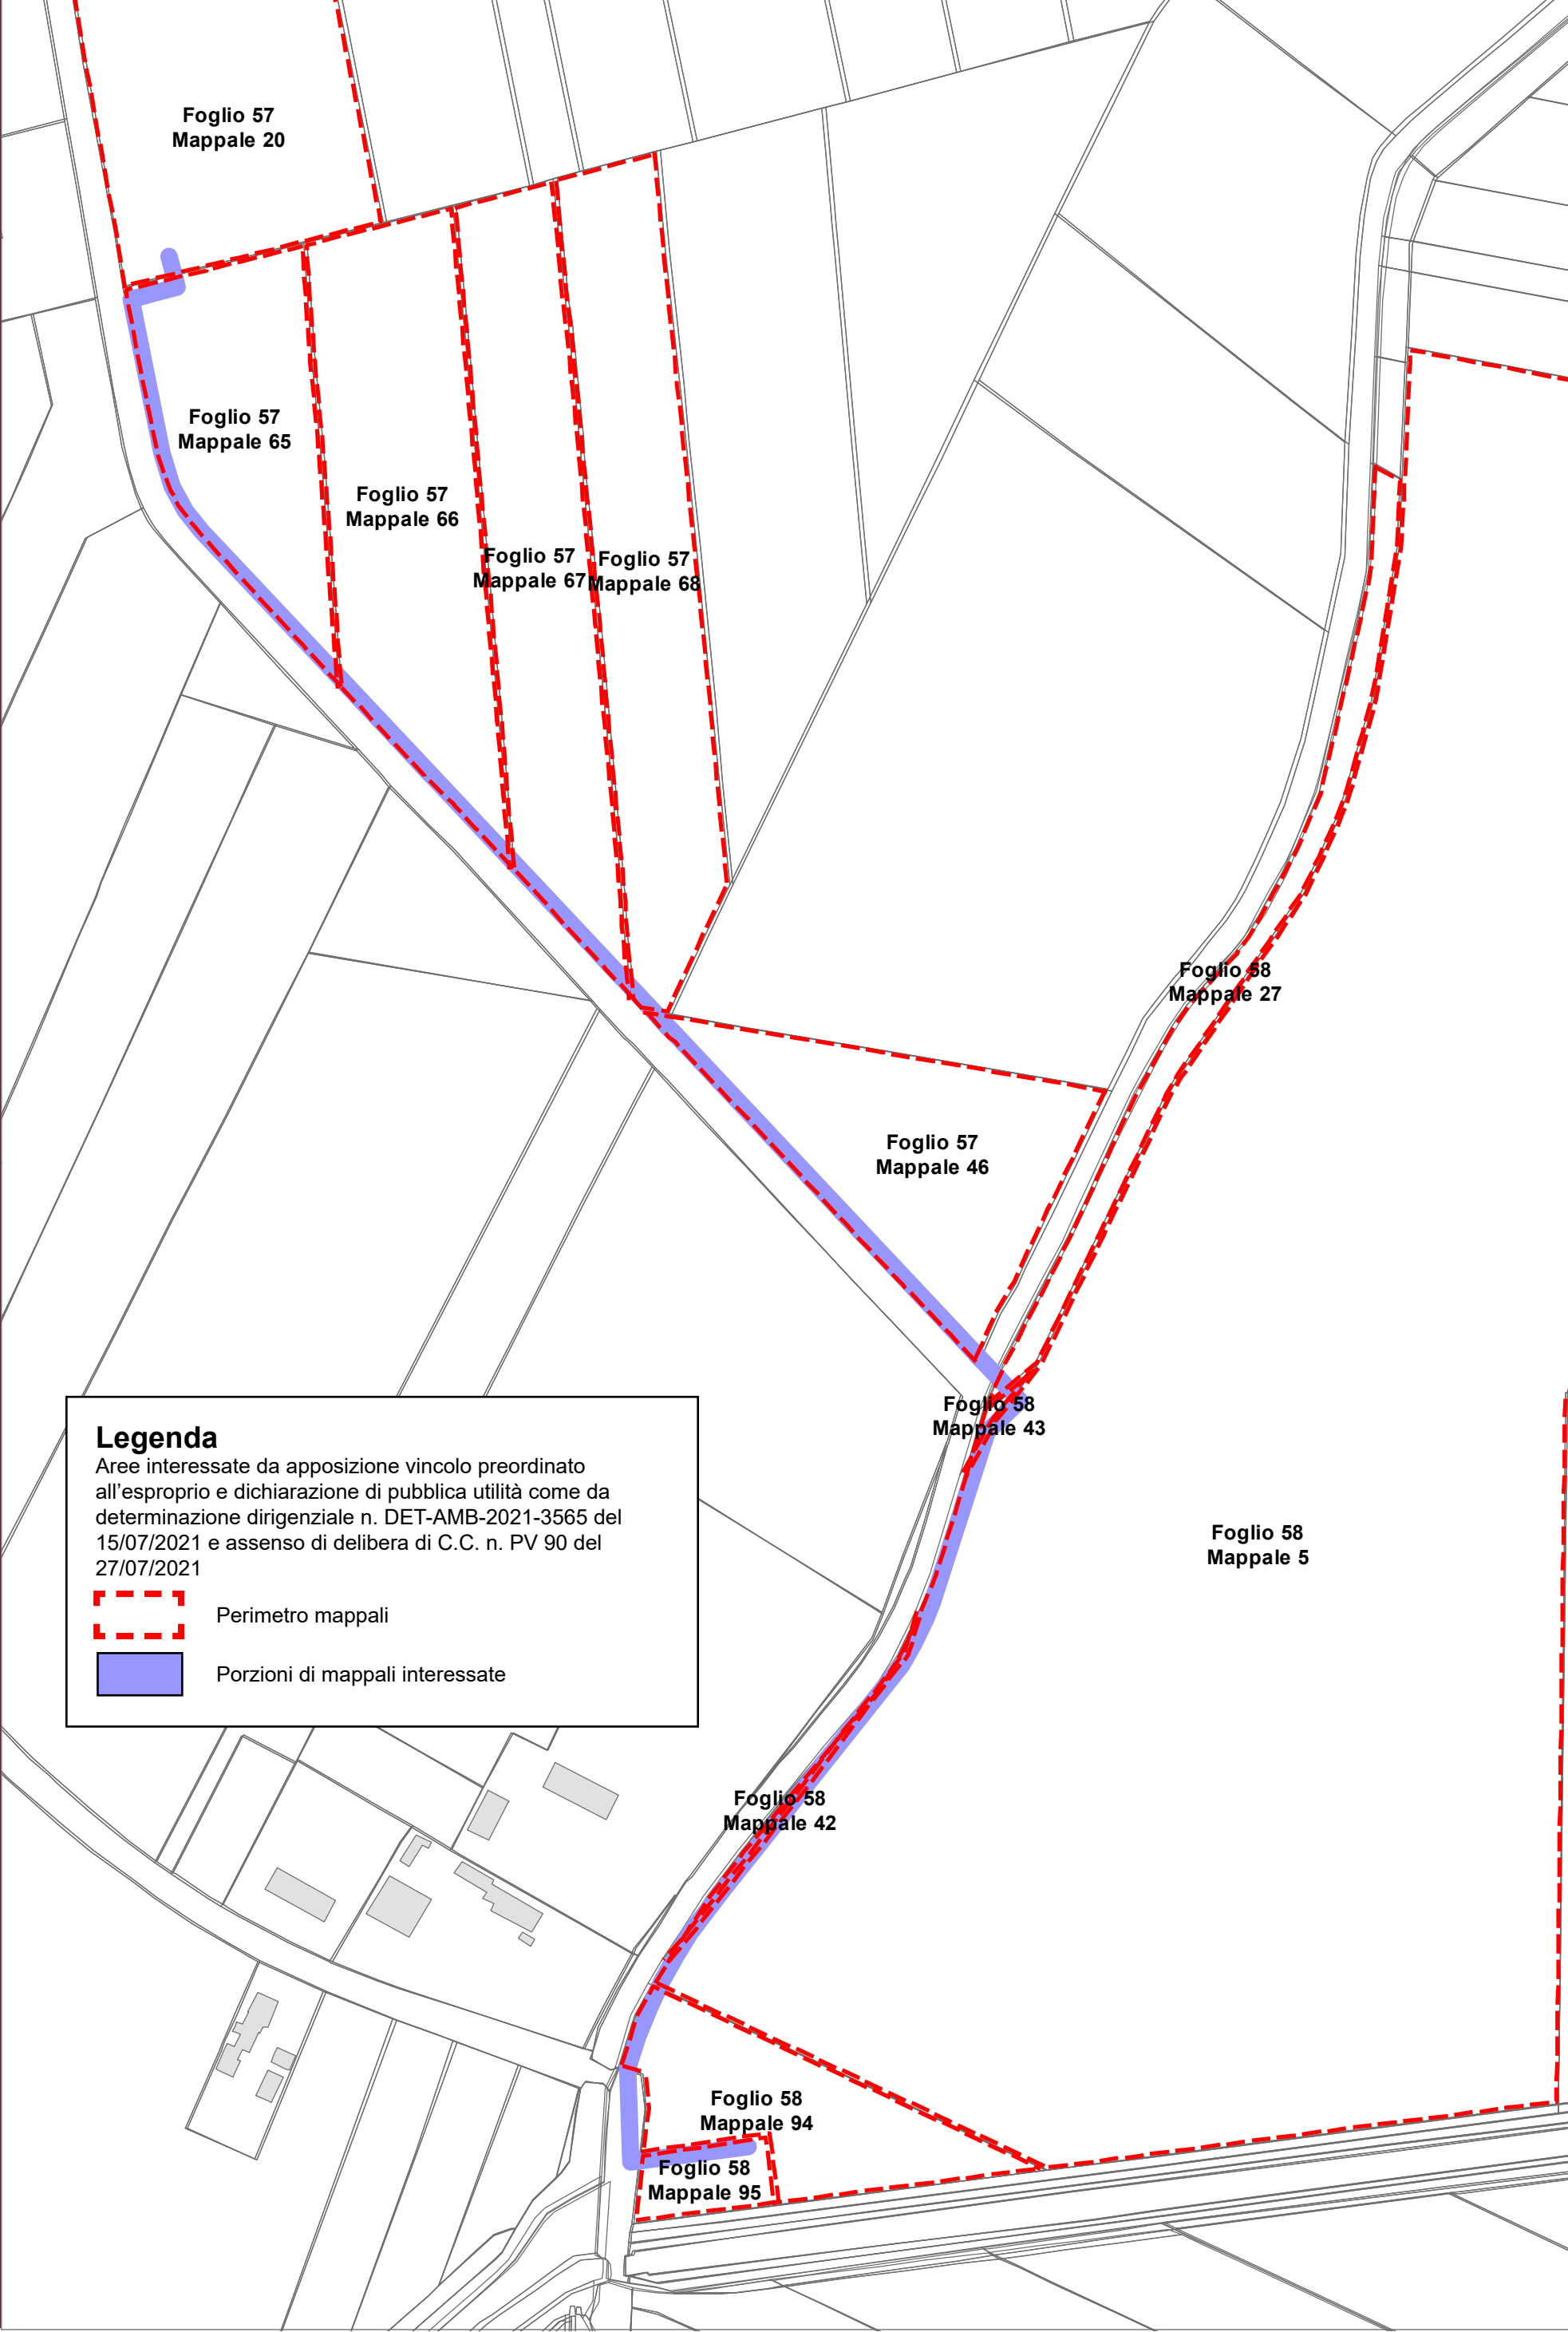 Foglio 57
Mappale 20
Foglio 57
Mappale 65
Foglio 57
Mappale 66
Foglio 57
Mappale 67
Foglio 57
Mappale 68
Foglio 58
Mappale 27
Foglio 57
Mappale 46
Foglio 58
Mappale 43
Legenda
Aree interessate da apposizione vincolo preordinato
all'esproprio e dichiarazione di pubblica utilità come da
determinazione dirigenziale n. DET-AMB-2021-3565 del
15/07/2021 e assenso di delibera di C.C. n. PV 90 del
27/07/2021
Perimetro mappali
Porzioni di mappali interessate
Foglio 58
Mappale 5
Foglio 58
Mappale 42
Foglio 58
Mappale 94
Foglio 58
Mappale 95